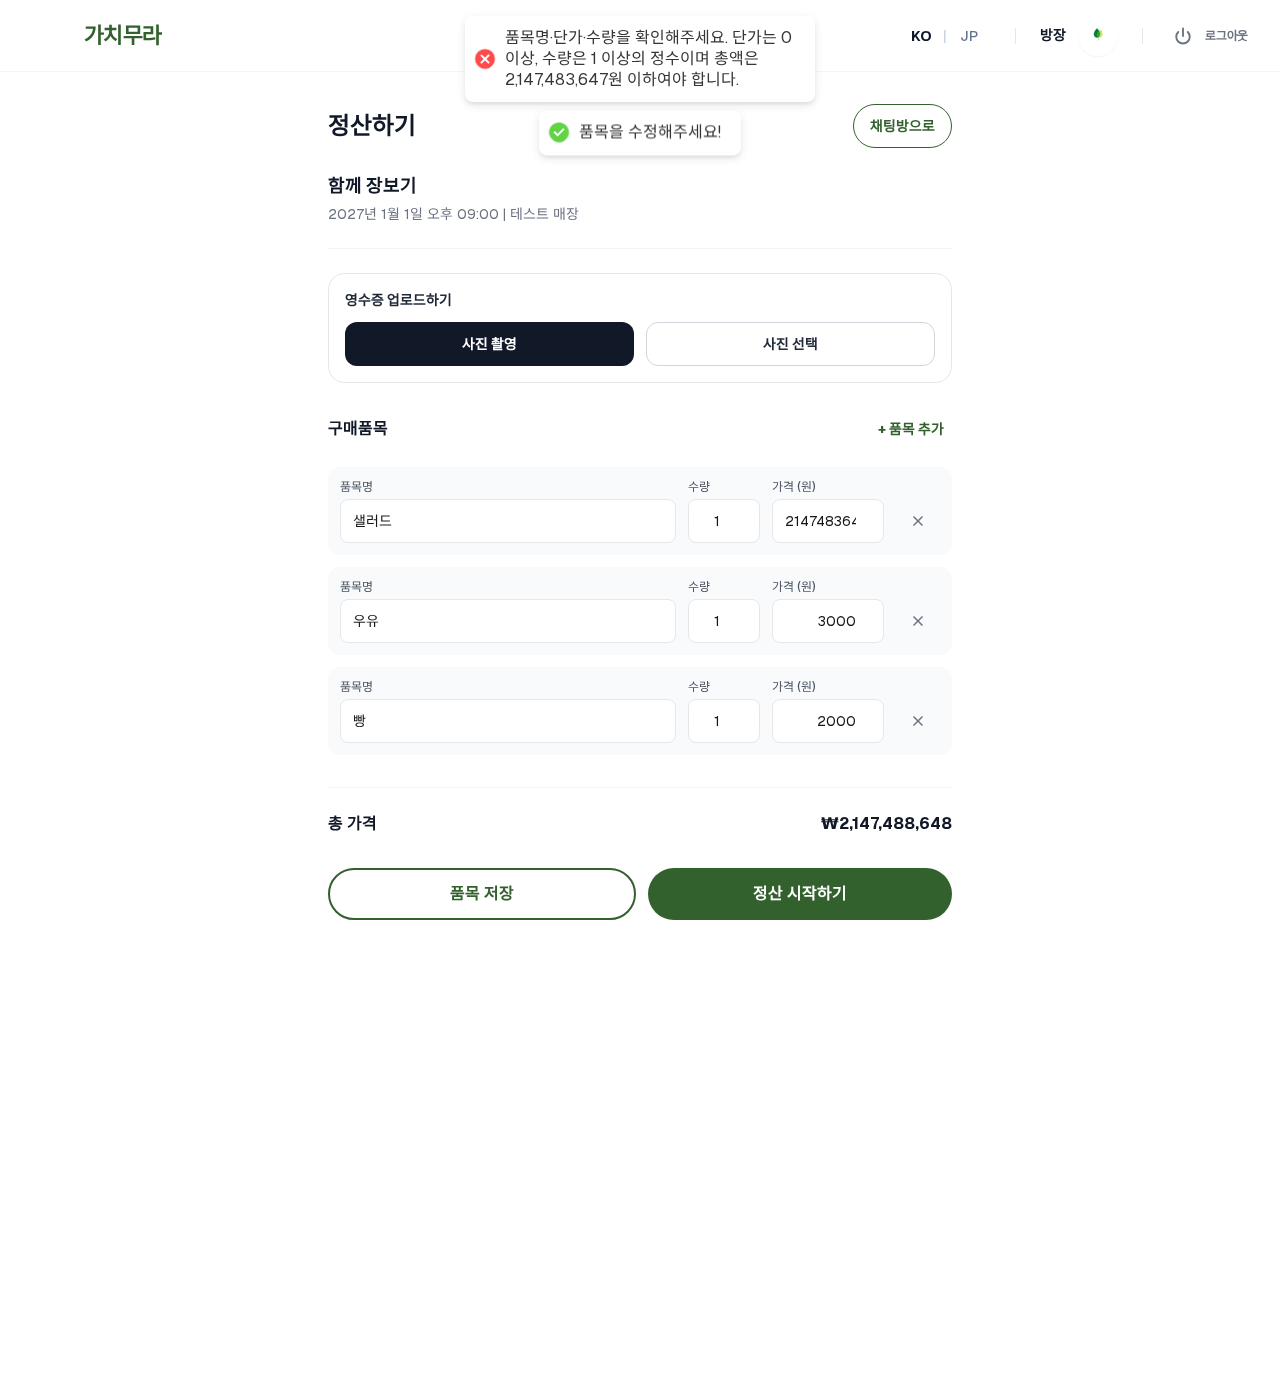 가치무라
품목명·단가·수량을 확인해주세요. 단가는 0
이상, 수량은 1 이상의 정수이며 총액은
2,147,483,647원 이하여야 합니다.
KO | JP
방장
로그아웃
정산하기
품목을 수정해주세요!
채팅방으로
함께 장보기
2027년 1월 1일 오후 09:00 | 테스트 매장
영수증 업로드하기
사진 촬영
사진 선택
구매품목
+ 품목 추가
품목명
수량
가격 (원)
샐러드
1
214748364
품목명
수량
가격 (원)
우유
1
3000
품목명
수량
가격 (원)
빵
1
2000
총 가격
₩2,147,488,648
품목 저장
정산 시작하기